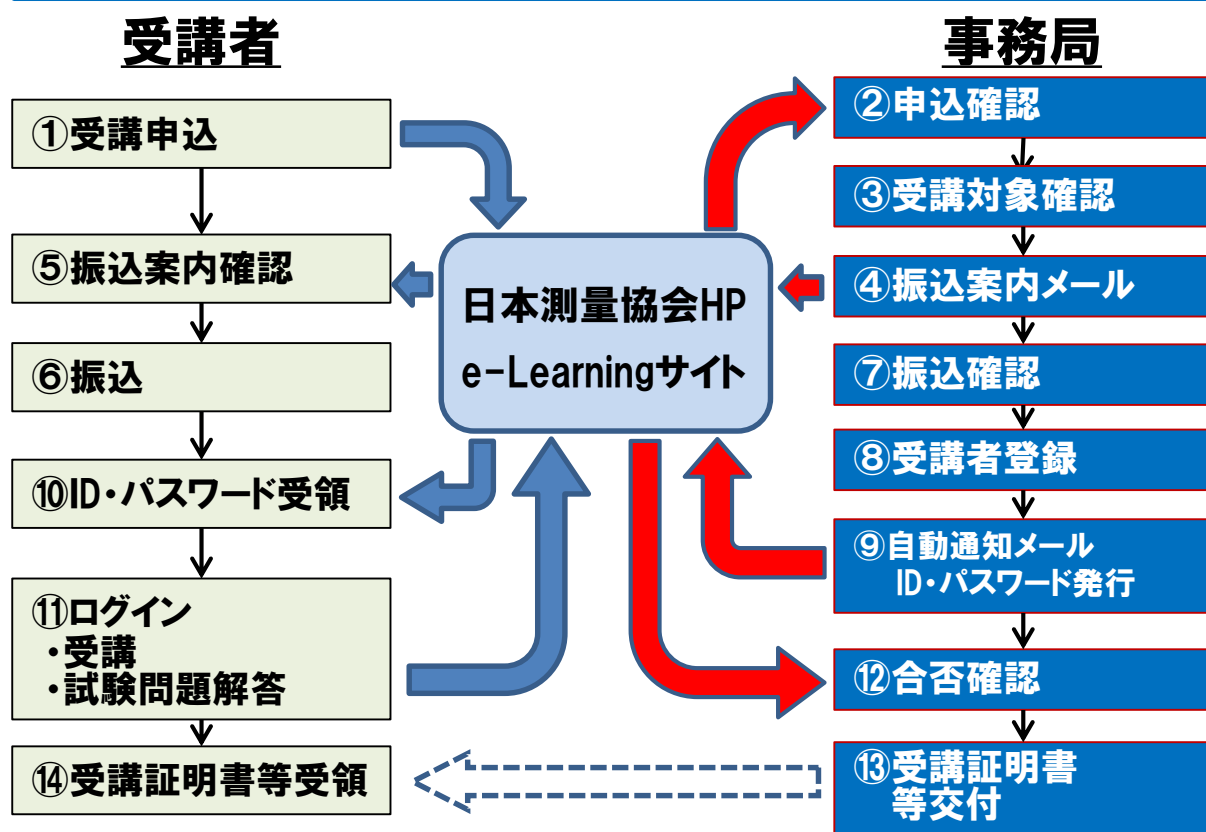 受講者
①受講申込
⑤振込案内確認
⑥振込
⑩ID・パスワード受領
⑪ログイン
・受講
・試験問題解答
⑭受講証明書等受領
日本測量協会HP
e-Learningサイト
事務局
②申込確認
③受講対象確認
④振込案内メール
⑦振込確認
⑧受講者登録
⑨自動通知メール
ID・パスワード発行
⑫合否確認
⑬受講証明書
等交付